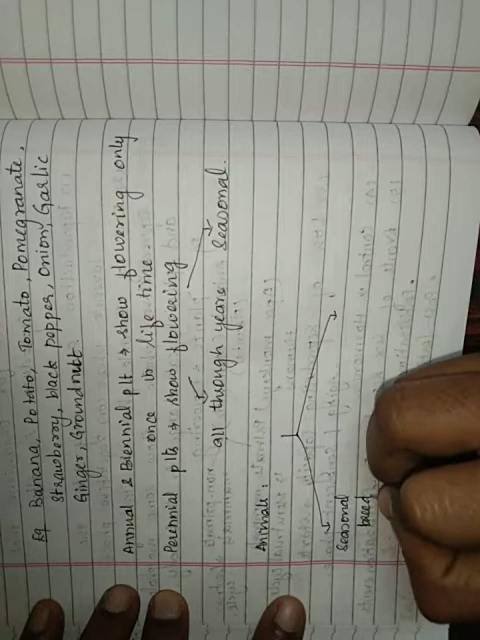 Eg Banana, Potato, Tomato, Pomegranate,
Strawberry, black pepper, Onion, Garlic
Ginger, Groundnut.
Annual & Biennial plt → show flowering only
once in life time.
Perennial plts → show flowering
all through years seasonal.
Animals:
Seasonal
breed